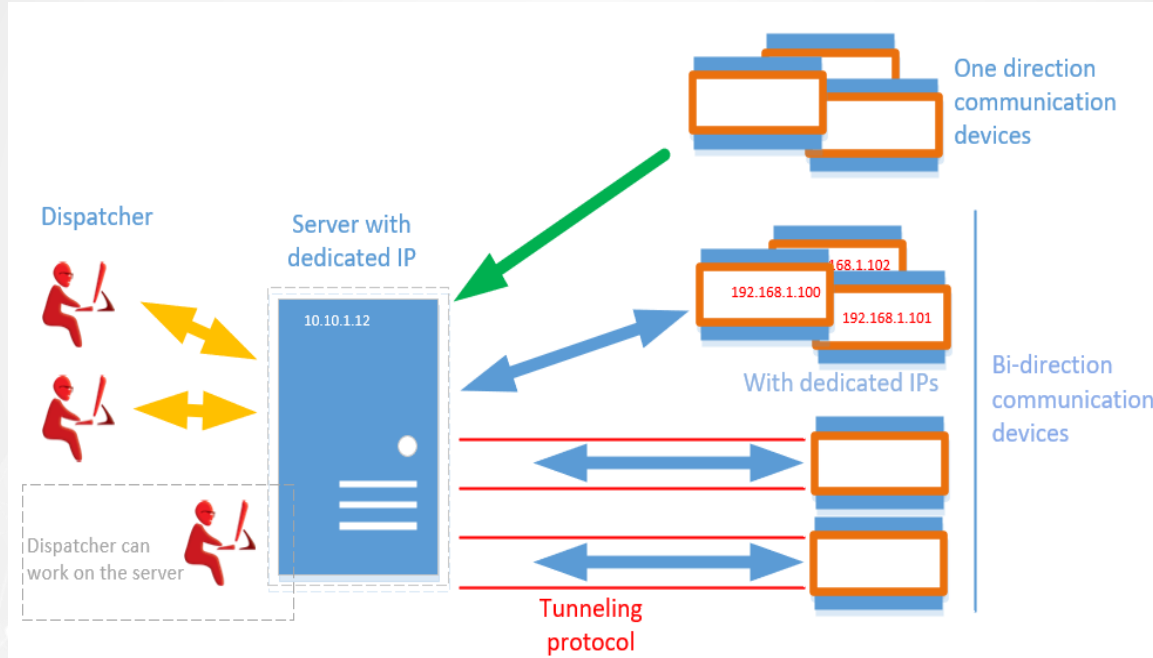 One direction
communication
devices
Dispatcher
Server with
dedicated IP
10.10.1.12
168.1.102
192.168.1.100
192.168.1.101
With dedicated IPs
Bi-direction
communication
devices
Dispatcher can
work on the server
Tunneling
protocol